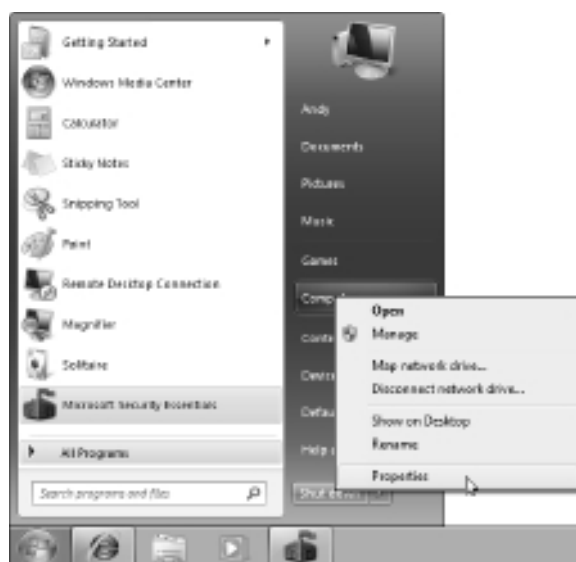 Getting Started
Windows Media Center
Calculator
Sticky Notes
Snipping Tool
Paint
Remote Desktop Connection
Magnifier
Solitaire
Microsoft Security Essentials
All Programs
Search programs and files
Andy
Documents
Pictures
Music
Games
Shut down
Open
Manage
Map network drive...
Disconnect network drive...
Show on Desktop
Rename
Properties